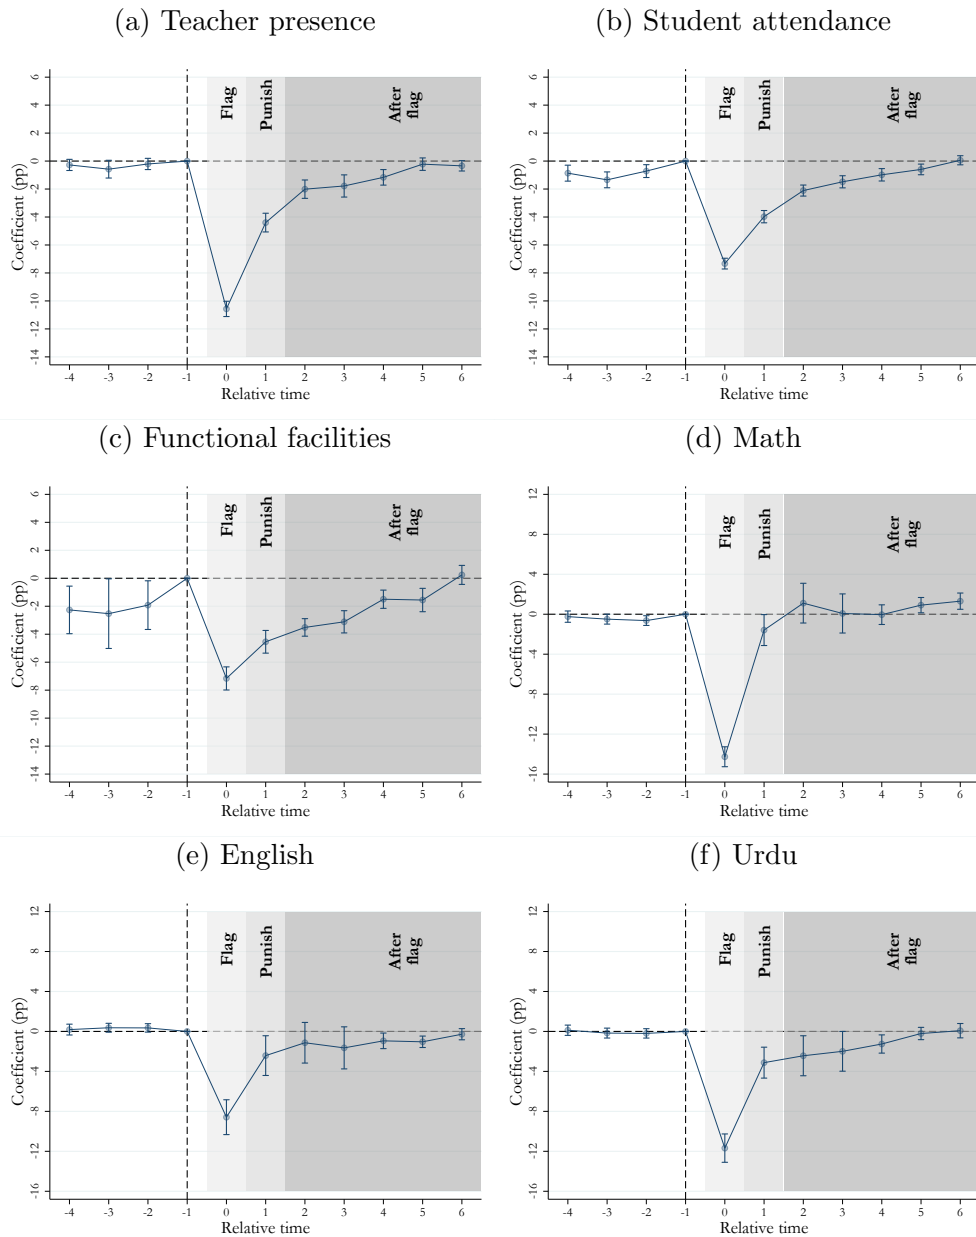 (a) Teacher presence
Coefficient (pp)
6
4
2
0
-2
-4
-6
-8
-10
-12
-14
Flag
Punish
After
flag
-4 -3 -2 -1 0 1 2 3 4 5 6
Relative time
(b) Student attendance
Coefficient (pp)
6
4
2
0
-2
-4
-6
-8
-10
-12
-14
Flag
Punish
After
flag
-4 -3 -2 -1 0 1 2 3 4 5 6
Relative time
(c) Functional facilities
Coefficient (pp)
6
4
2
0
-2
-4
-6
-8
-10
-12
-14
Flag
Punish
After
flag
-4 -3 -2 -1 0 1 2 3 4 5 6
Relative time
(d) Math
Coefficient (pp)
12
8
4
0
-4
-8
-12
-16
Flag
Punish
After
flag
-4 -3 -2 -1 0 1 2 3 4 5 6
Relative time
(e) English
Coefficient (pp)
12
8
4
0
-4
-8
-12
-16
Flag
Punish
After
flag
-4 -3 -2 -1 0 1 2 3 4 5 6
Relative time
(f) Urdu
Coefficient (pp)
12
8
4
0
-4
-8
-12
-16
Flag
Punish
After
flag
-4 -3 -2 -1 0 1 2 3 4 5 6
Relative time